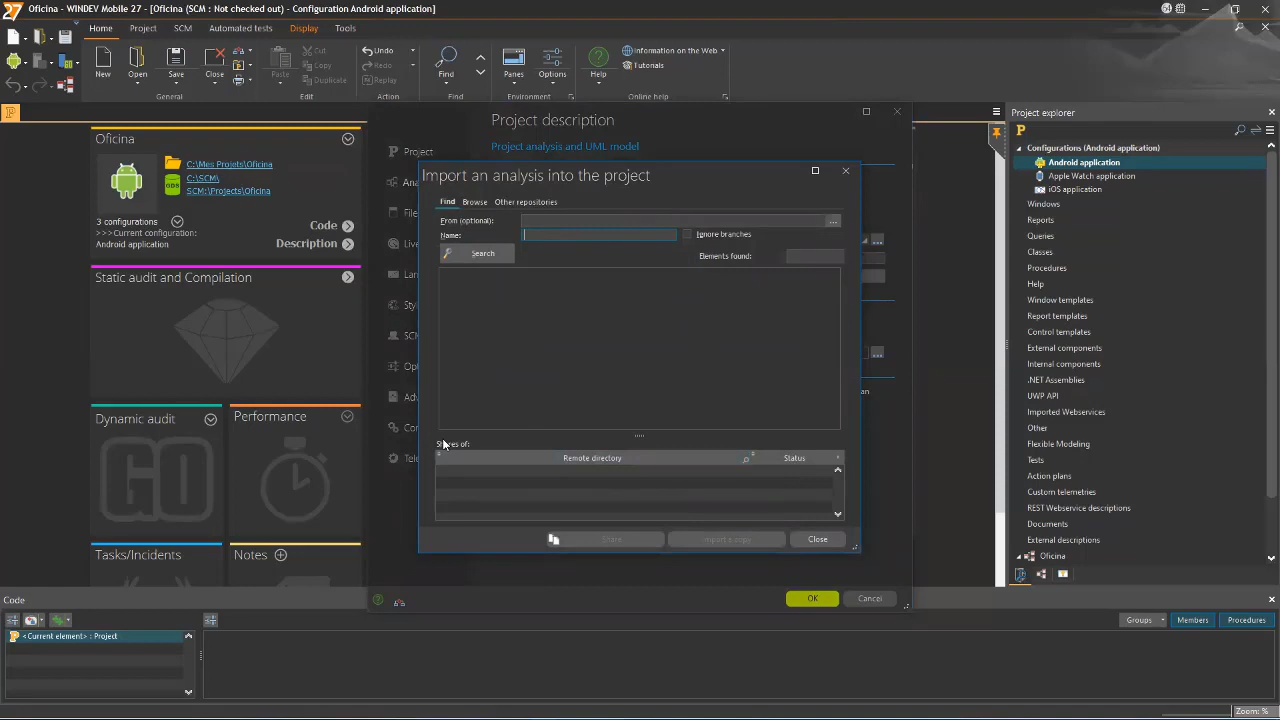 27 Oficina - WINDEV Mobile 27 - [Oficina (SCM : Not checked out) - Configuration Android application]
Home Project SCM Automated tests Display Tools
New Open Save Close
Paste
Cut
Copy
Duplicate
Undo
Redo
Replay
Find
Panes Options
Help
Information on the Web
Tutorials
General Edit Action Find Environment Online help
Oficina
C:\Mes Projets\Oficina
C:\SCM\
SCM:\Projects\Oficina
GDS
3 configurations
>>>Current configuration:
Android application
Code
Description
Static audit and Compilation
Dynamic audit
GO
Performance
Tasks/Incidents
Notes
Project description
Project analysis and UML model
Project
Import an analysis into the project
Find Browse Other repositories
From (optional):
Name:
Ignore branches
Search
Elements found:
Remote directory Status
Share Import a copy Close
OK Cancel
Project explorer
Configurations (Android application)
Android application
Apple Watch application
iOS application
Windows
Reports
Queries
Classes
Procedures
Help
Window templates
Report templates
Control templates
External components
Internal components
.NET Assemblies
UWP API
Imported Webservices
Other
Flexible Modeling
Tests
Action plans
Custom telemetries
REST Webservice descriptions
Documents
External descriptions
Oficina
Code
<Current element> : Project
Groups Members Procedures
Zoom: %